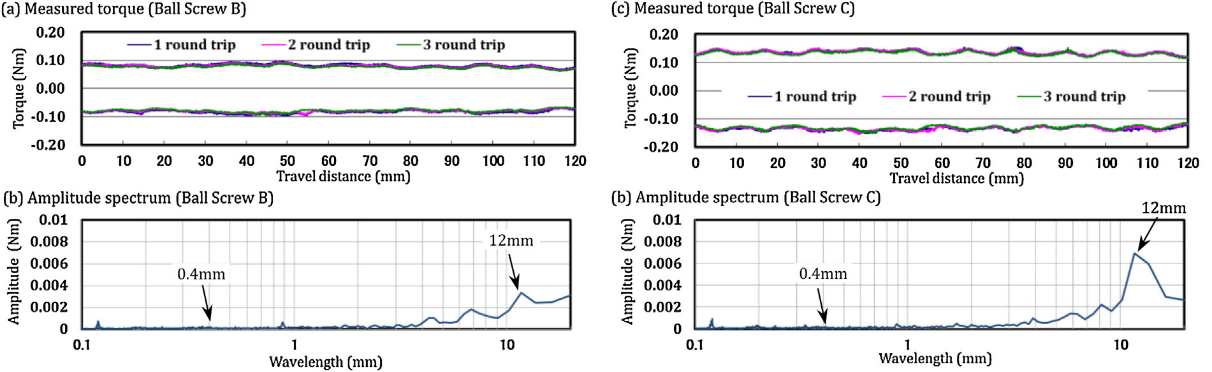 (a) Measured torque (Ball Screw B)
Torque (Nm)
0.20
0.10
0.00
-0.10
-0.20
1 round trip 2 round trip 3 round trip
0 10 20 30 40 50 60 70 80 90 100 110 120
Travel distance (mm)
(c) Measured torque (Ball Screw C)
Torque (Nm)
0.20
0.10
0.00
-0.10
-0.20
1 round trip 2 round trip 3 round trip
0 10 20 30 40 50 60 70 80 90 100 110 120
Travel distance (mm)
(b) Amplitude spectrum (Ball Screw B)
Amplitude (Nm)
0.01
0.008
0.006
0.004
0.002
0
0.4mm
12mm
0.1 1 10
Wavelength (mm)
(b) Amplitude spectrum (Ball Screw C)
Amplitude (Nm)
0.01
0.008
0.006
0.004
0.002
0
0.4mm
12mm
0.1 1 10
Wavelength (mm)